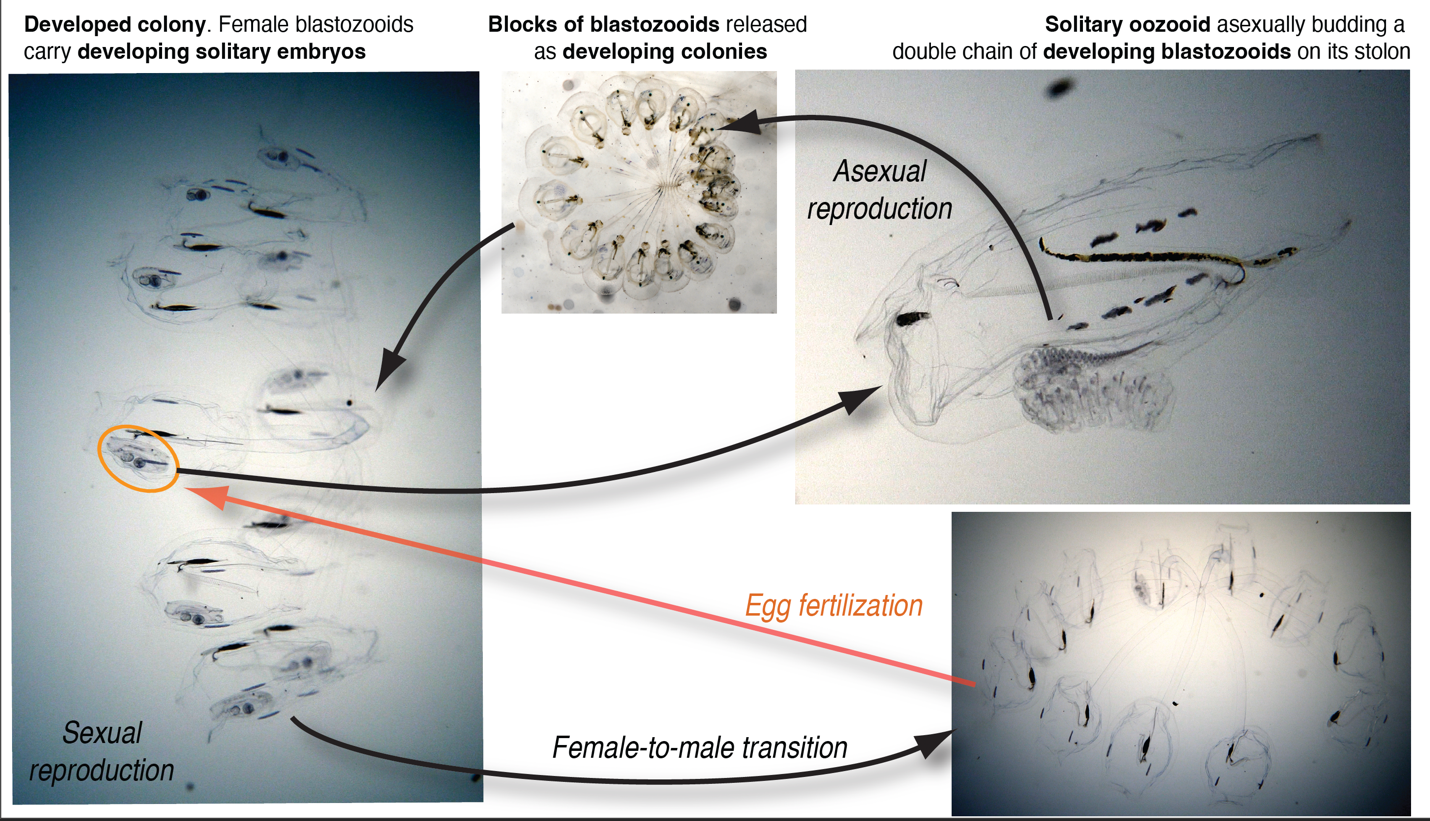 Developed colony. Female blastozooids
carry developing solitary embryos
Blocks of blastozooids released
as developing colonies
Solitary oozooid asexually budding a
double chain of developing blastozooids on its stolon
Asexual
reproduction
Egg fertilization
Female-to-male transition
Sexual
reproduction